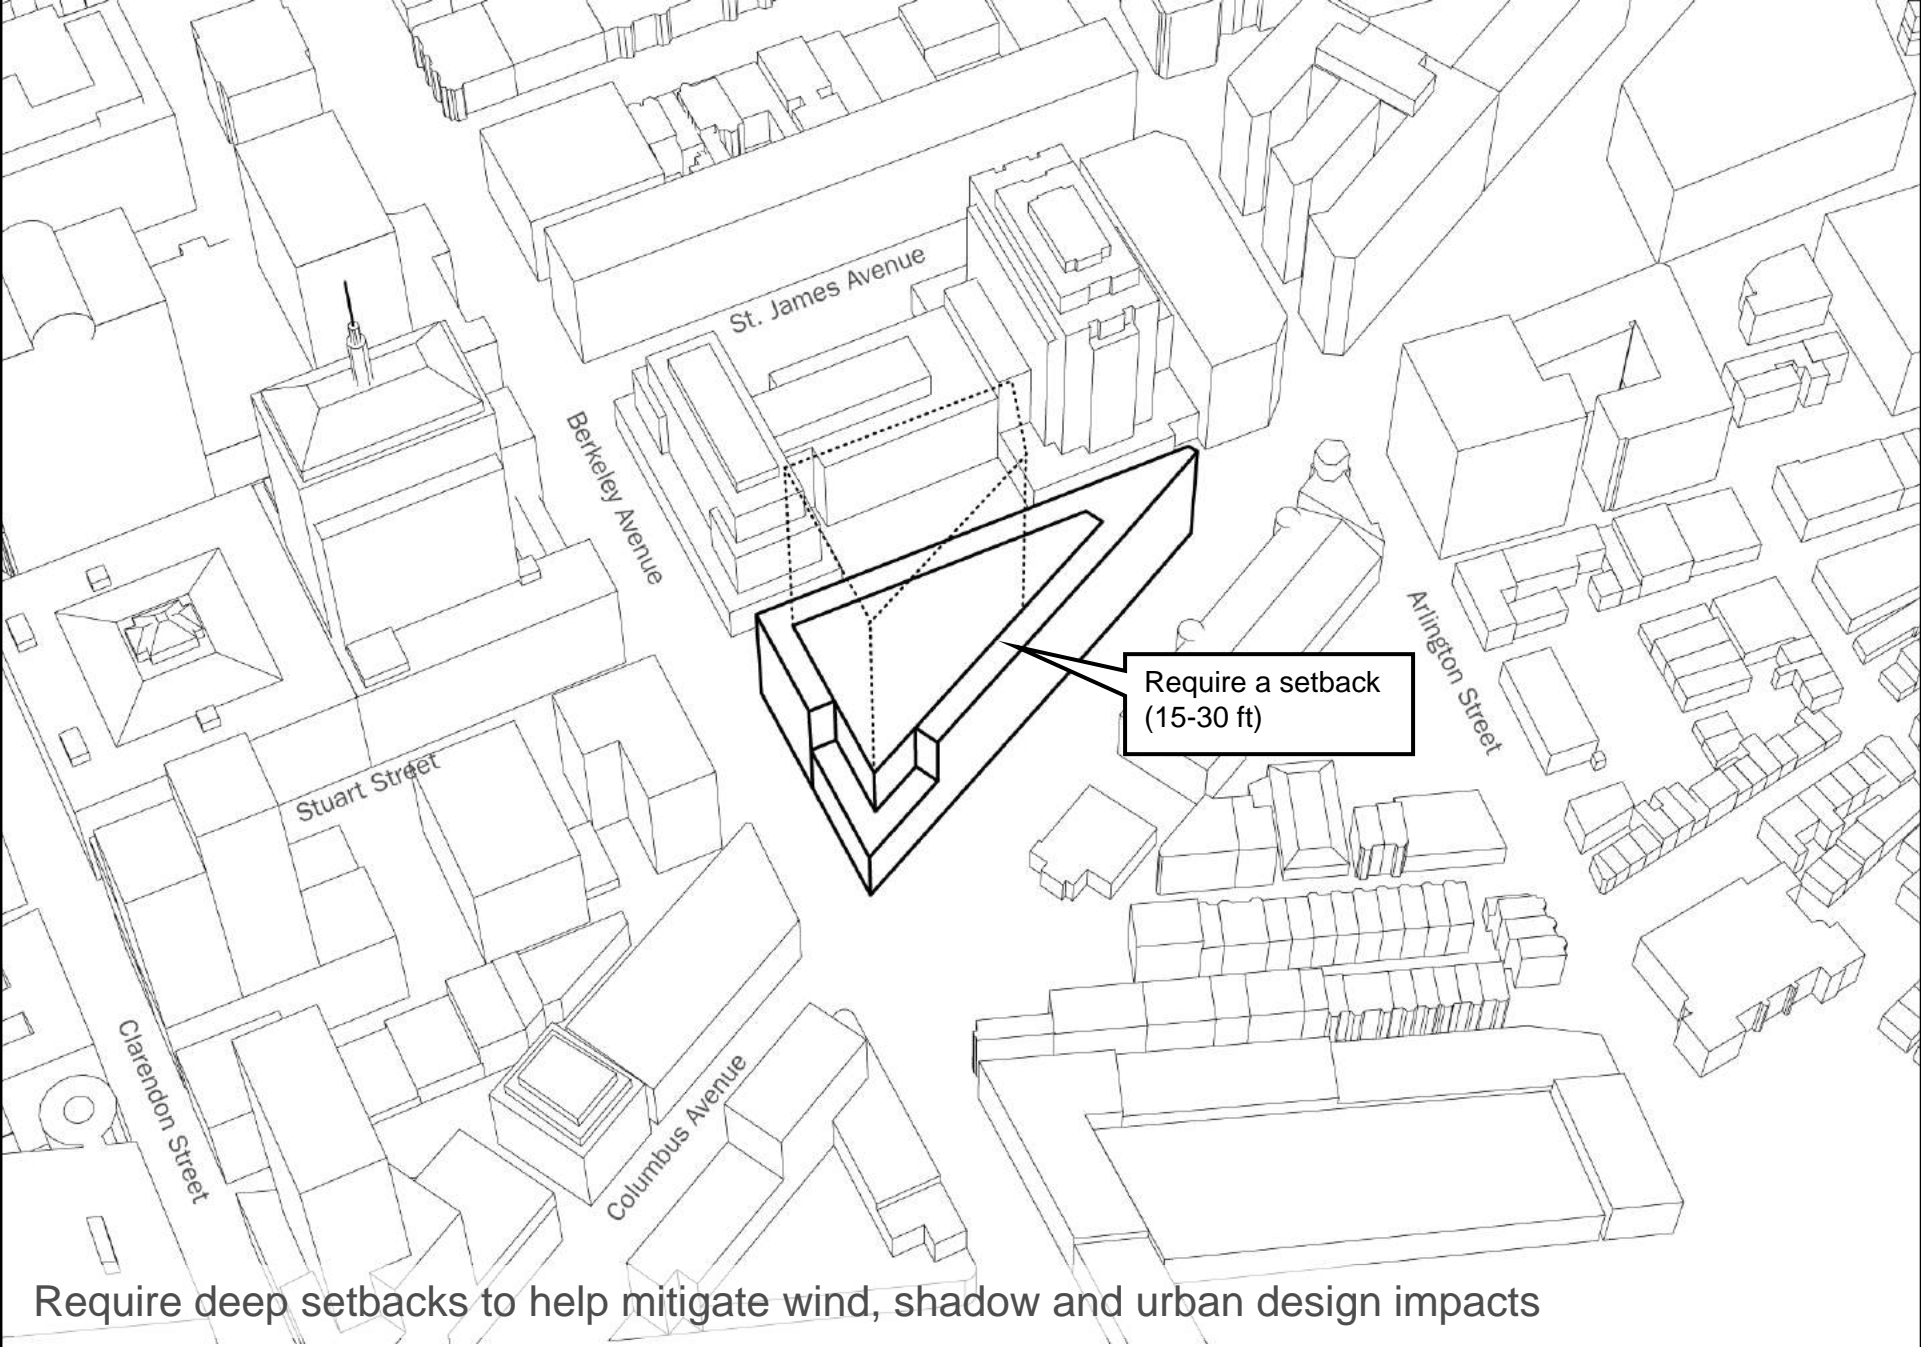 St. James Avenue
Berkeley Avenue
Require a setback
(15-30 ft)
Arlington Street
Stuart Street
Clarendon Street
Columbus Avenue
Require deep setbacks to help mitigate wind, shadow and urban design impacts